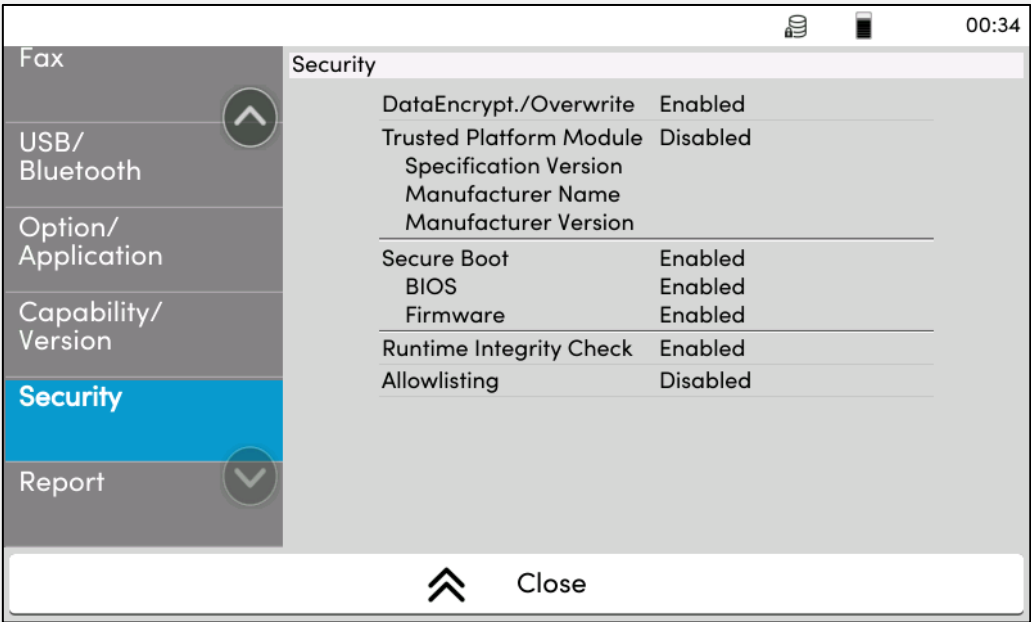 00:34
Fax
USB/
Bluetooth
Option/
Application
Capability/
Version
Security
Report
Security
DataEncrypt./Overwrite Enabled
Trusted Platform Module Disabled
Specification Version
Manufacturer Name
Manufacturer Version
Secure Boot Enabled
BIOS Enabled
Firmware Enabled
Runtime Integrity Check Enabled
Allowlisting Disabled
Close